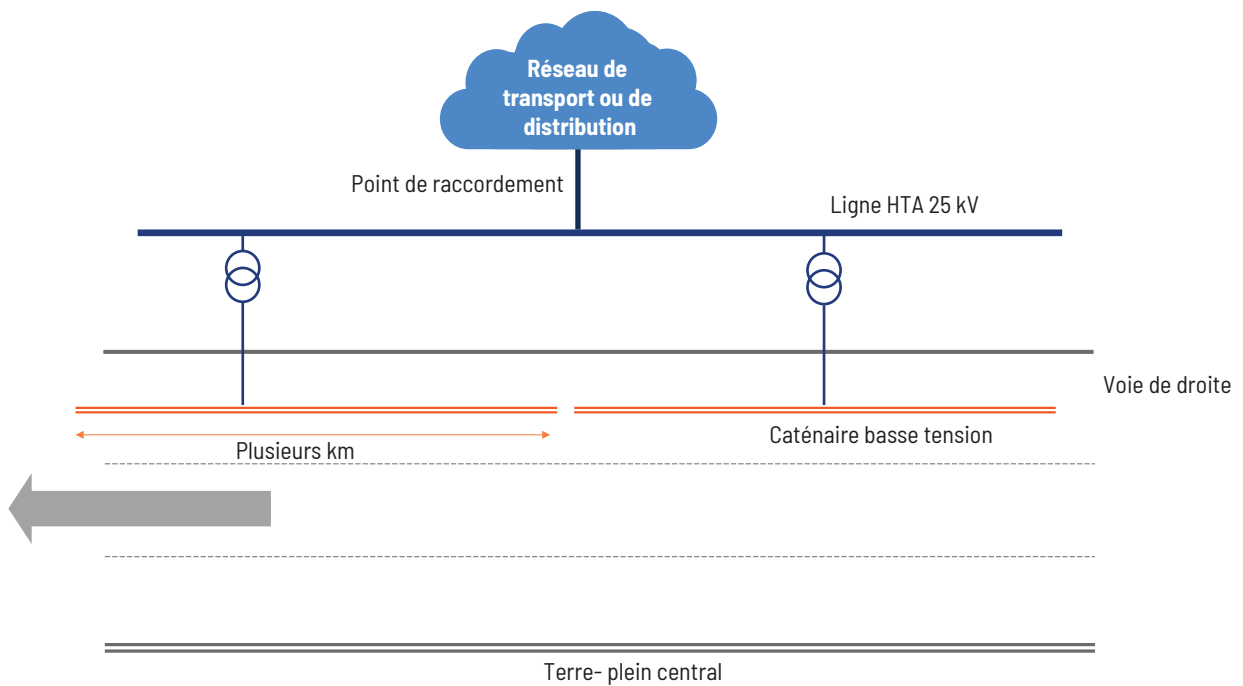 Réseau de
transport ou de
distribution
Point de raccordement
Ligne HTA 25 kV
Voie de droite
Plusieurs km
Caténaire basse tension
Terre- plein central